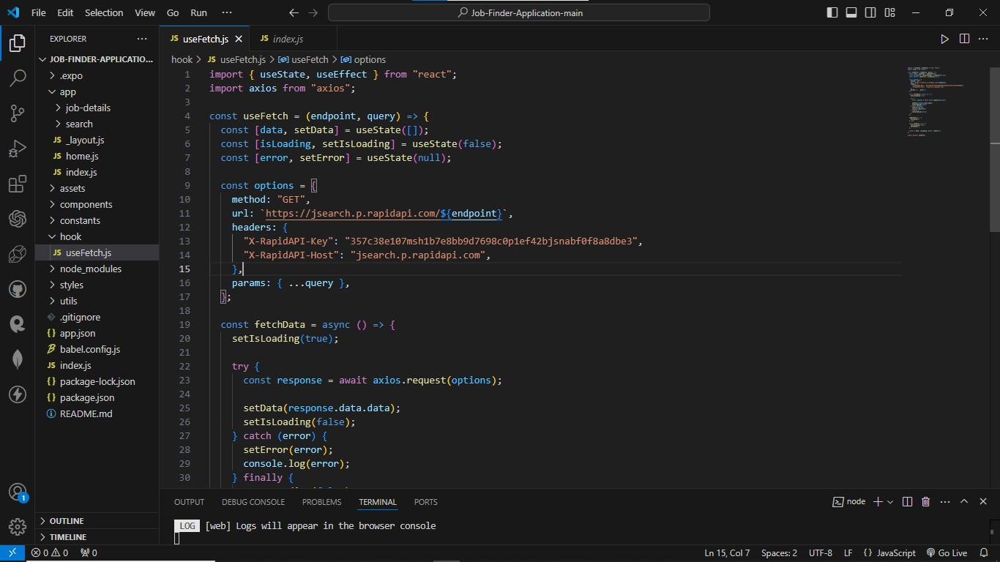 File Edit Selection View Go Run ··· Job-Finder-Application-main
EXPLORER ···
JOB-FINDER-APPLICATIO...
.expo
app
job-details
search
JS _layout.js
JS home.js
JS index.js
assets
components
constants
hook
JS useFetch.js
node_modules
styles
utils
.gitignore
{} app.json
babel.config.js
JS index.js
{} package-lock.json
{} package.json
README.md
OUTLINE
TIMELINE
JS useFetch.js JS index.js
hook > JS useFetch.js > useFetch > options
1 import { useState, useEffect } from "react";
2 import axios from "axios";
3
4 const useFetch = (endpoint, query) => {
5 const [data, setData] = useState([]);
6 const [isLoading, setIsLoading] = useState(false);
7 const [error, setError] = useState(null);
8
9 const options = {
10 method: "GET",
11 url: `https://jsearch.p.rapidapi.com/${endpoint}`,
12 headers: {
13 "X-RapidAPI-Key": "357c38e107msh1b7e8bb9d7698c0p1ef42bjsnabf0f8a8dbe3",
14 "X-RapidAPI-Host": "jsearch.p.rapidapi.com",
15 },
16 params: { ...query },
17 };
18
19 const fetchData = async () => {
20 setIsLoading(true);
21
22 try {
23 const response = await axios.request(options);
24
25 setData(response.data.data);
26 setIsLoading(false);
27 } catch (error) {
28 setError(error);
29 console.log(error);
30 } finally {
OUTPUT DEBUG CONSOLE PROBLEMS TERMINAL PORTS node
LOG [web] Logs will appear in the browser console
1
0 0 0 Ln 15, Col 7 Spaces: 2 UTF-8 LF {} JavaScript Go Live